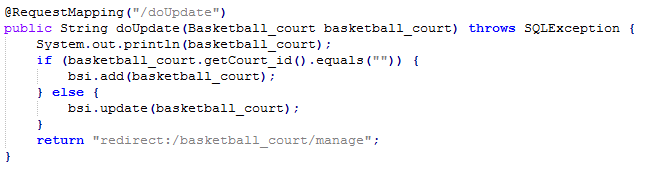 @RequestMapping("/doUpdate")
public String doUpdate(Basketball_court basketball_court) throws SQLException {
    System.out.println(basketball_court);
    if (basketball_court.getCourt_id().equals("")) {
        bsi.add(basketball_court);
    } else {
        bsi.update(basketball_court);
    }
    return "redirect:/basketball_court/manage";
}